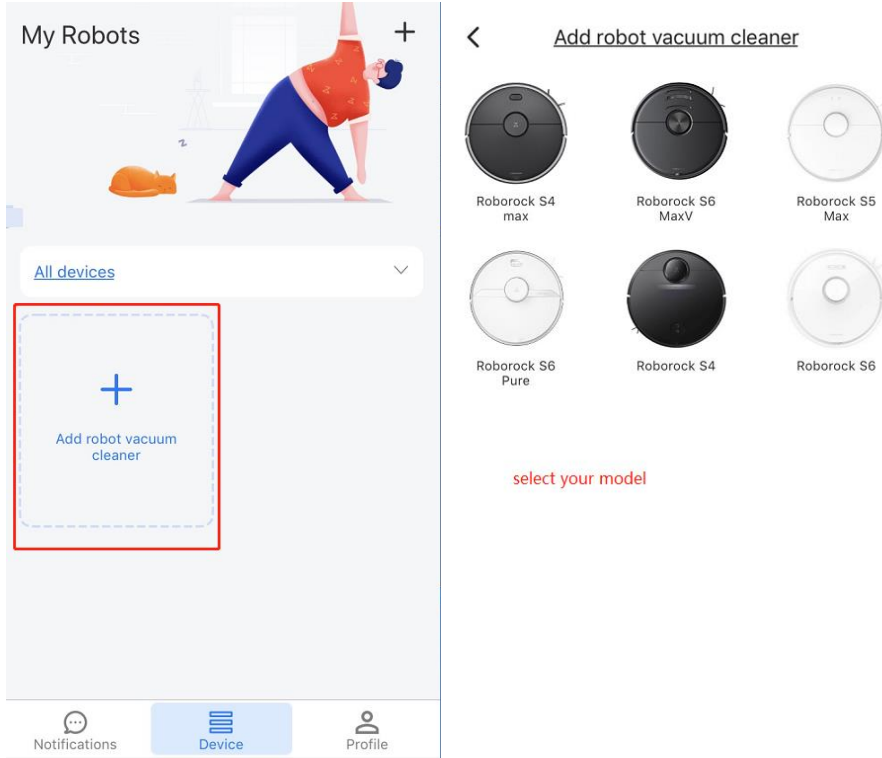 My Robots
+
z
All devices
+
Add robot vacuum
cleaner
Notifications
Device
Profile
Add robot vacuum cleaner
Roborock S4
max
Roborock S6
MaxV
Roborock S5
Max
Roborock S6
Pure
Roborock S4
Roborock S6
select your model